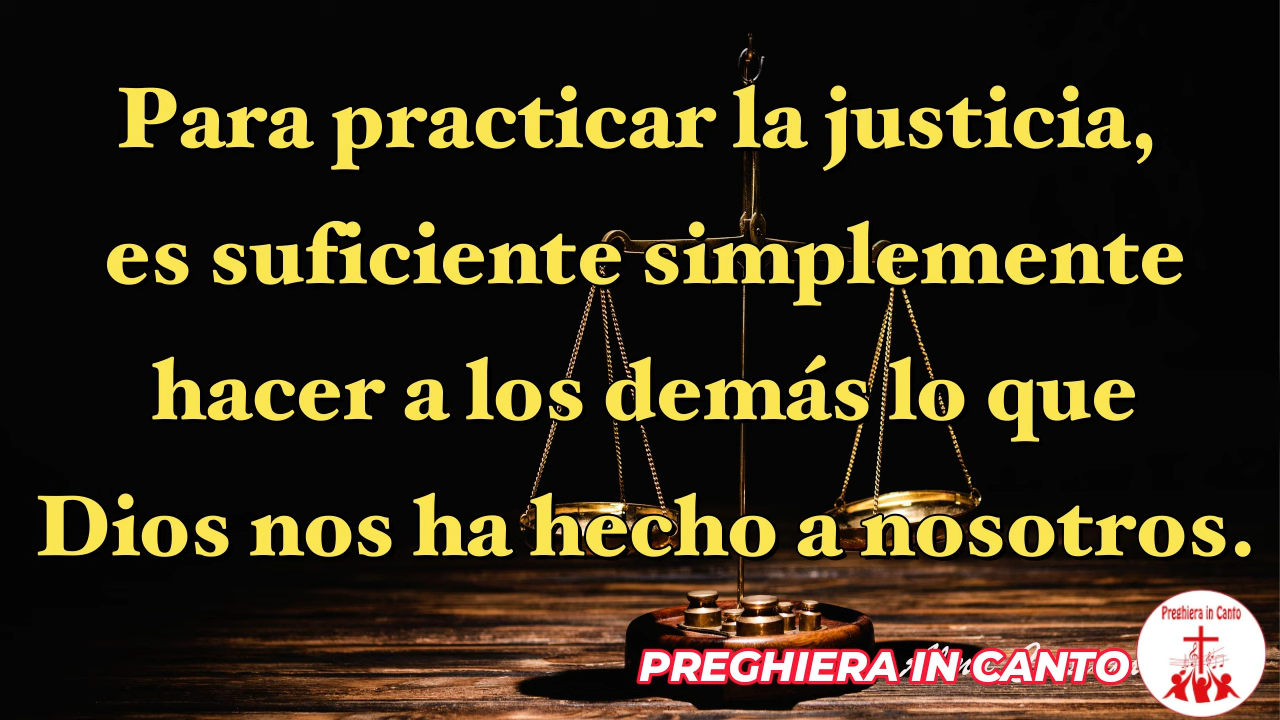 Para practicar la justicia,
es suficiente simplemente
hacer a los demás lo que
Dios nos ha hecho a nosotros.
Preghiera in Canto
PREGHIERA IN CANTO